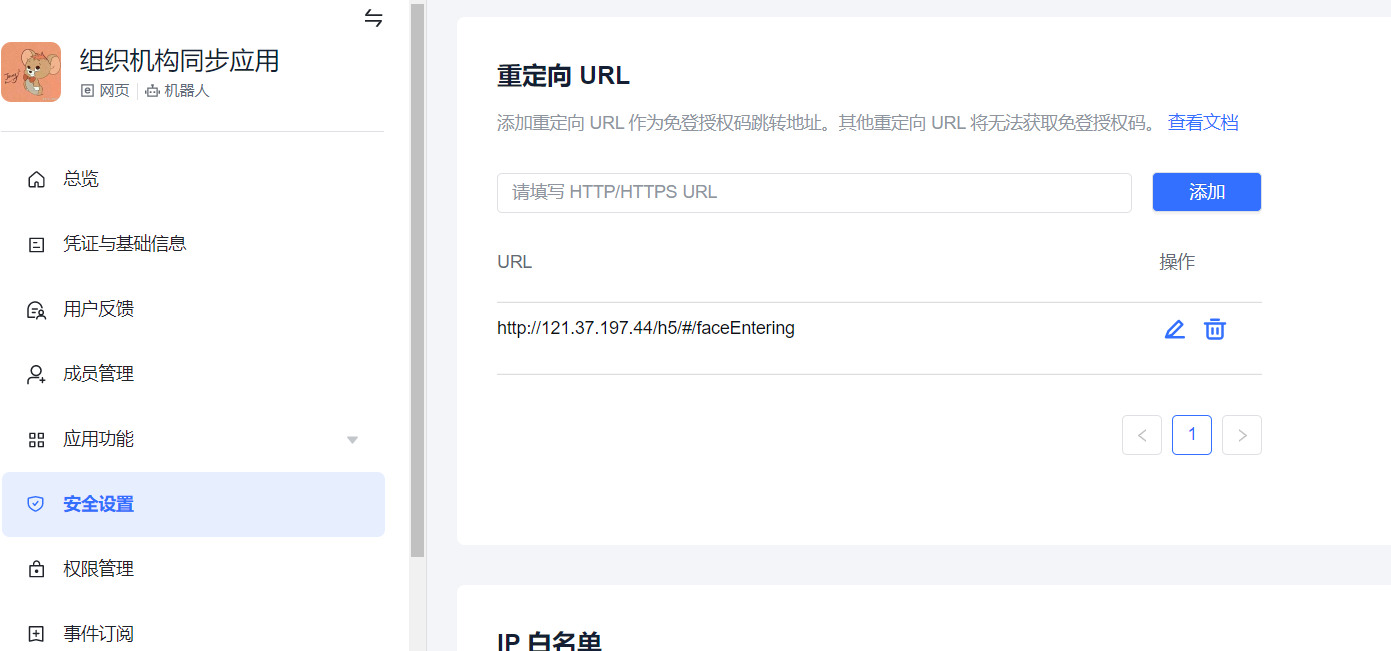 组织机构同步应用
网页
机器人
总览
凭证与基础信息
用户反馈
成员管理
应用功能
安全设置
权限管理
事件订阅
重定向 URL
添加重定向 URL 作为免登授权码跳转地址。其他重定向 URL 将无法获取免登授权码。 查看文档
请填写 HTTP/HTTPS URL
添加
URL
操作
http://121.37.197.44/h5/#/faceEntering
1
IP 白名单